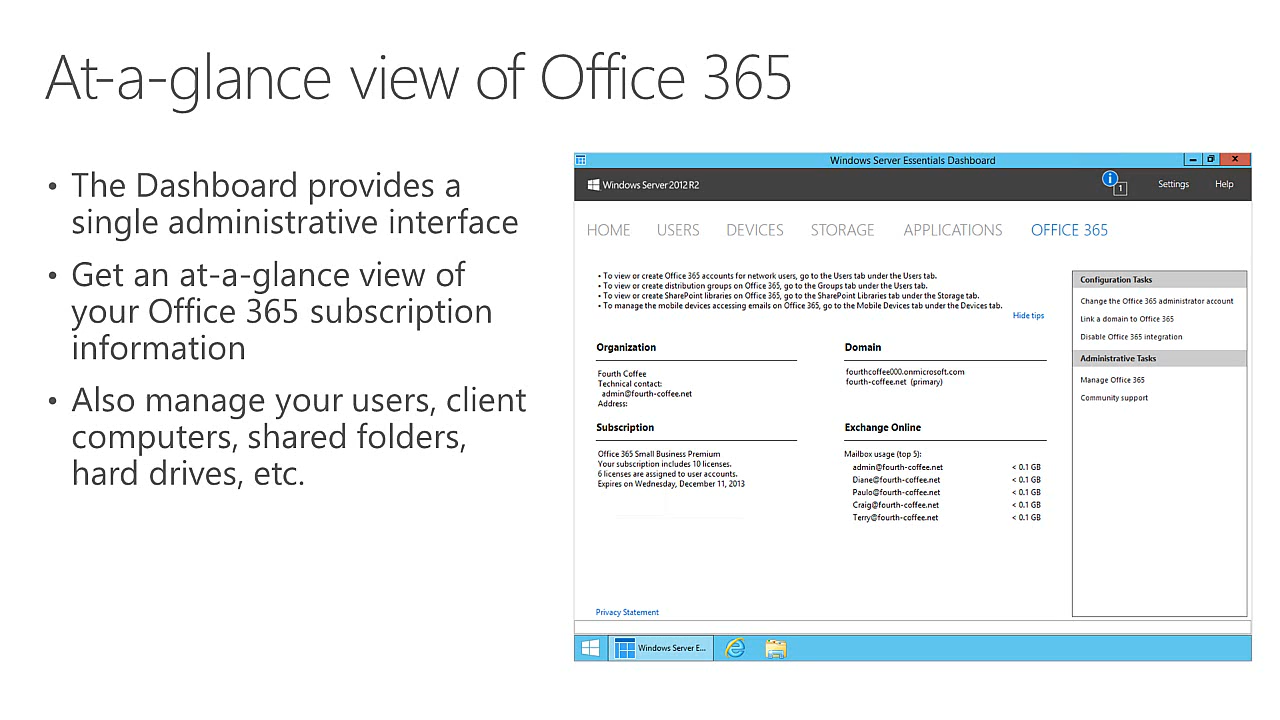 At-a-glance view of Office 365
• The Dashboard provides a
single administrative interface
• Get an at-a-glance view of
your Office 365 subscription
information
• Also manage your users, client
computers, shared folders,
hard drives, etc.
Windows Server Essentials Dashboard
Windows Server 2012 R2
i
1
Settings
Help
HOME
USERS
DEVICES
STORAGE
APPLICATIONS
OFFICE 365
• To view or create Office 365 accounts for network users, go to the Users tab under the Users tab.
• To view or create distribution groups on Office 365, go to the Groups tab under the Users tab.
• To view or create SharePoint libraries on Office 365, go to the SharePoint Libraries tab under the Storage tab.
• To manage the mobile devices accessing emails on Office 365, go to the Mobile Devices tab under the Devices tab.
Hide tips
Organization
Fourth Coffee
Technical contact:
admin@fourth-coffee.net
Address:
Subscription
Office 365 Small Business Premium
Your subscription includes 10 licenses.
6 licenses are assigned to user accounts.
Expires on Wednesday, December 11, 2013
Domain
fourthcoffee000.onmicrosoft.com
fourth-coffee.net (primary)
Exchange Online
Mailbox usage (top 5):
admin@fourth-coffee.net < 0.1 GB
Diane@fourth-coffee.net < 0.1 GB
Paulo@fourth-coffee.net < 0.1 GB
Craig@fourth-coffee.net < 0.1 GB
Terry@fourth-coffee.net < 0.1 GB
Configuration Tasks
Change the Office 365 administrator account
Link a domain to Office 365
Disable Office 365 integration
Administrative Tasks
Manage Office 365
Community support
Privacy Statement
Windows Server E...